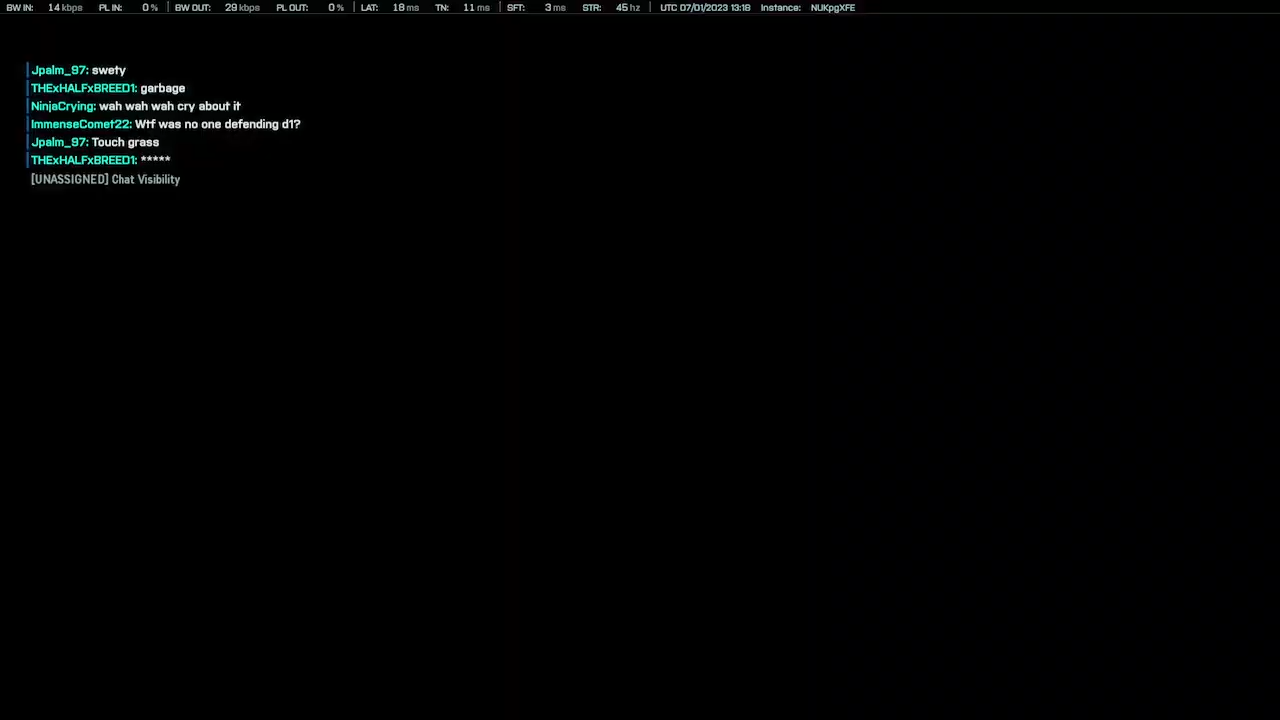 BW IN: 14 kbps PL IN: 0 % | BW OUT: 29 kbps PL OUT: 0 % | LAT: 18 ms TN: 11 ms | SFT: 3 ms STR: 45 hz | UTC 07/01/2023 13:18 Instance: NUKpgXFE
Jpalm_97: swety
THExHALFxBREED1: garbage
NinjaCrying: wah wah wah cry about it
ImmenseComet22: Wtf was no one defending d1?
Jpalm_97: Touch grass
THExHALFxBREED1: *****
[UNASSIGNED] Chat Visibility